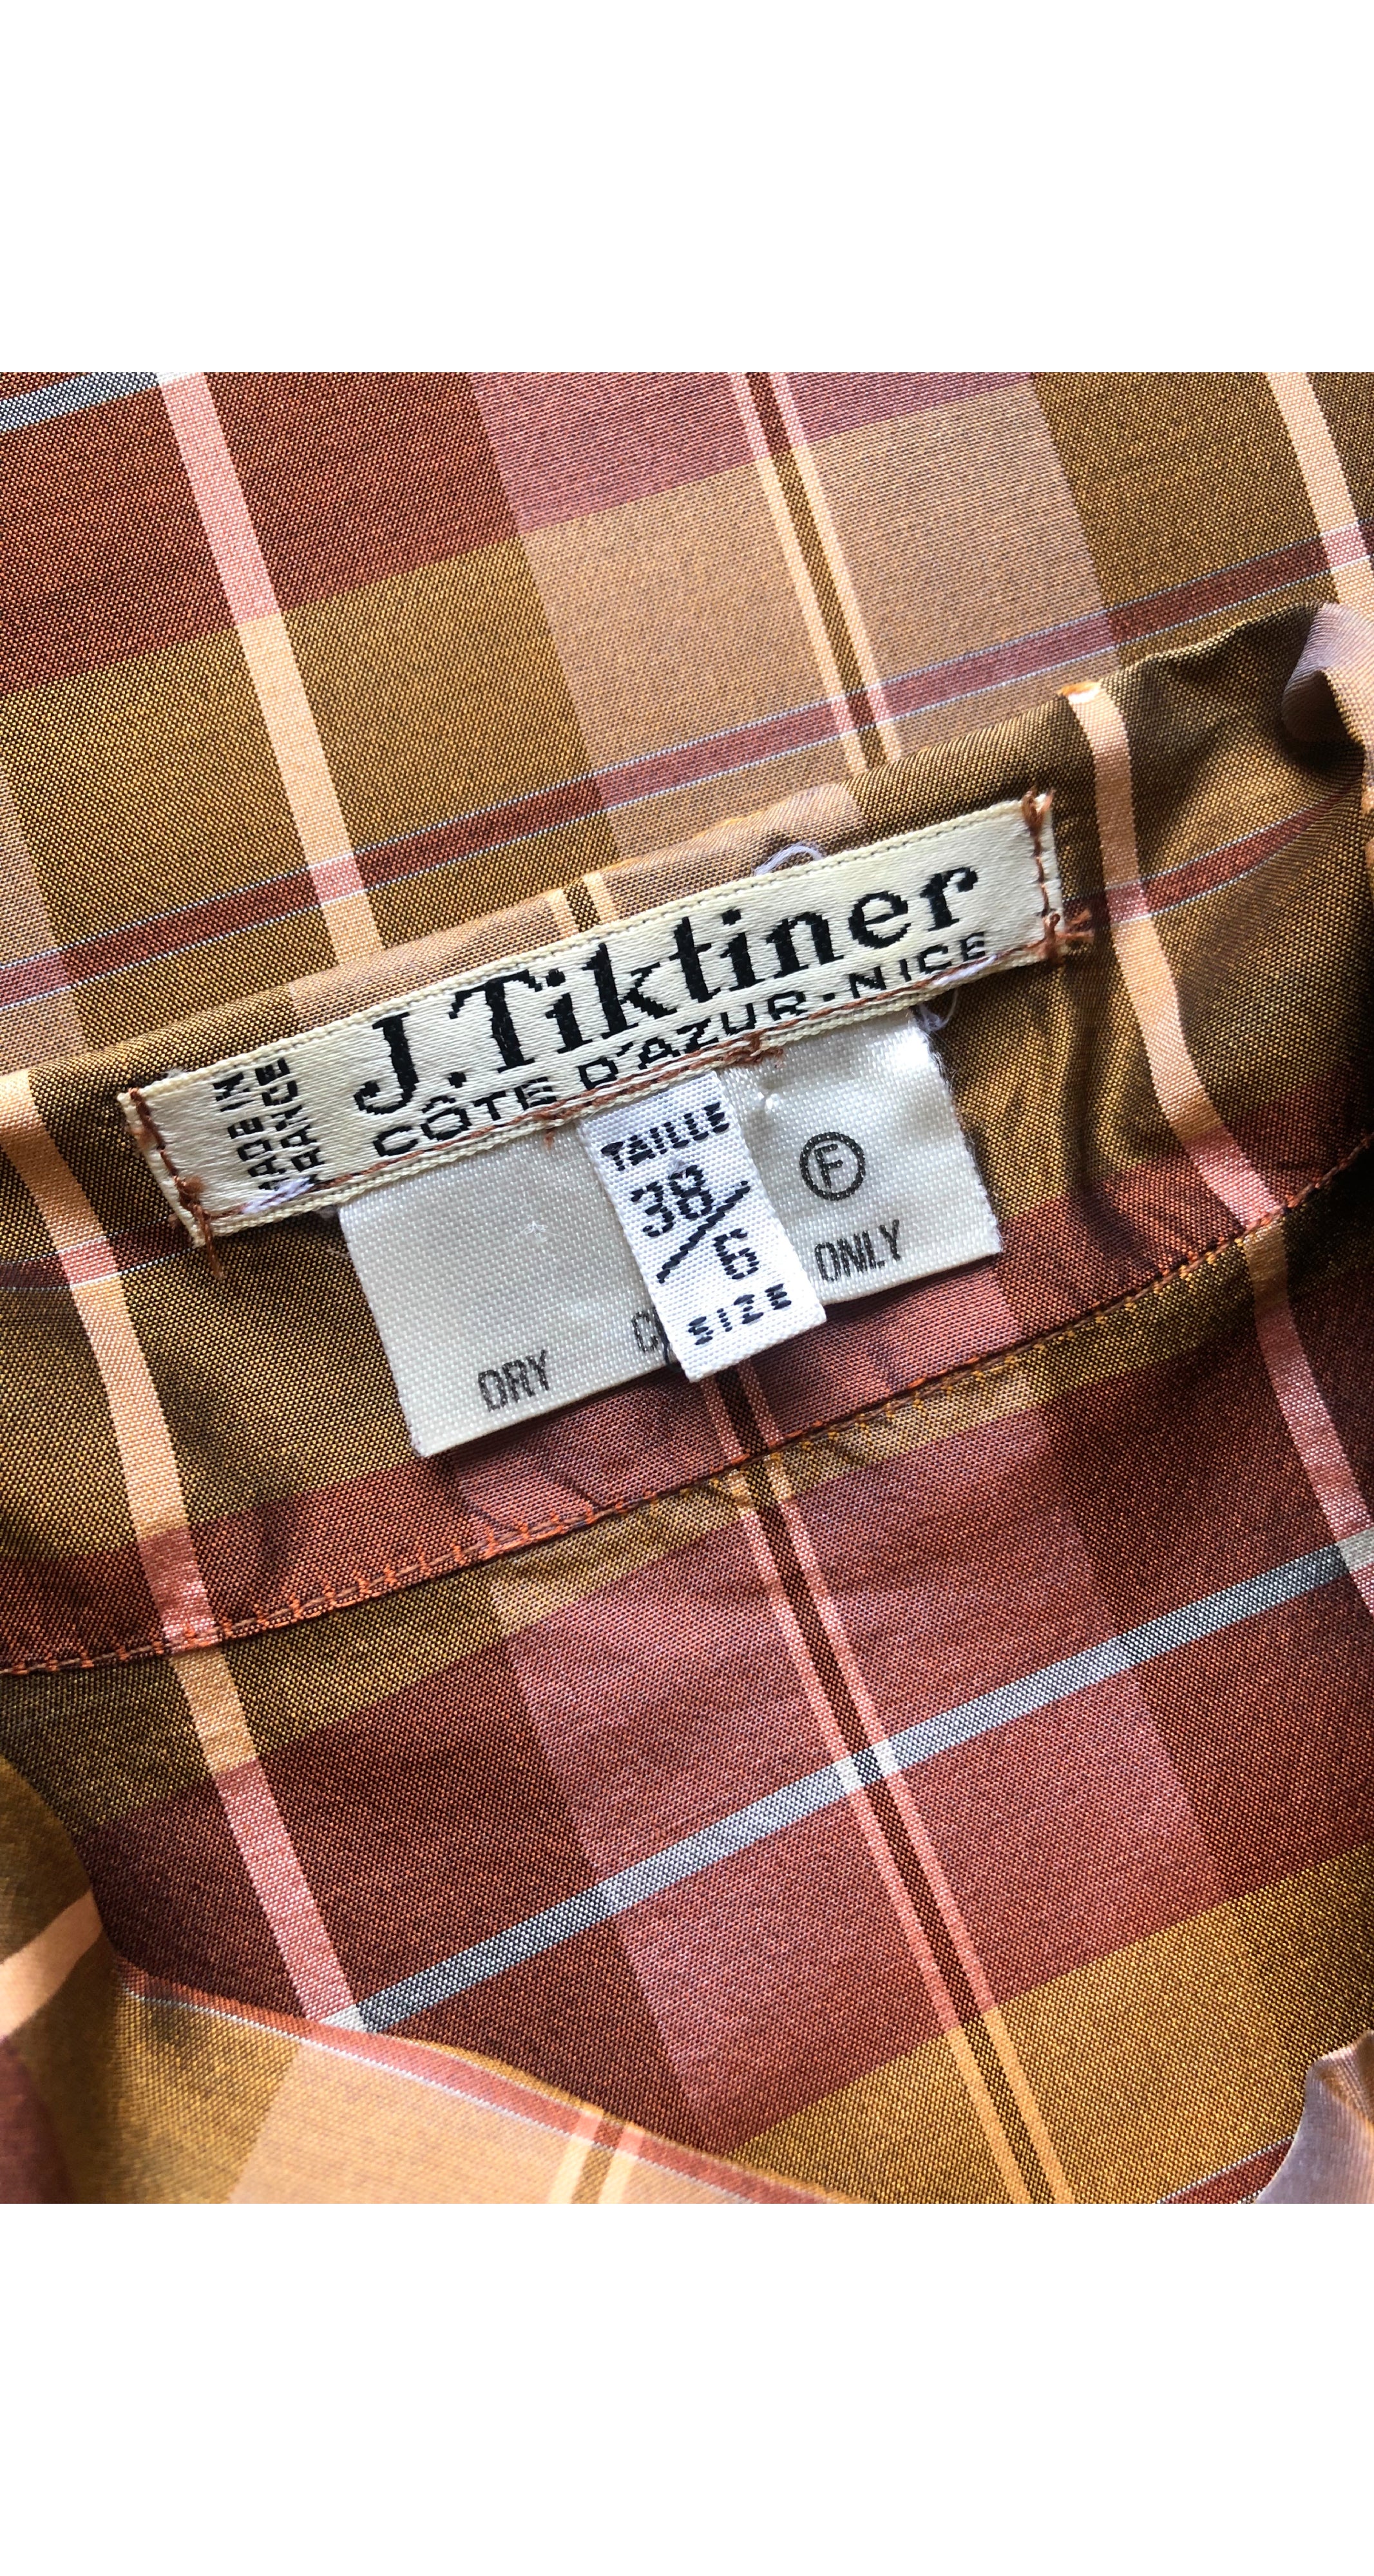 MADE IN
FRANCE
J.Tiktiner
CÔTE D'AZUR-NICE
TAILLE
38/6
SIZE
Ⓕ
DRY ONLY